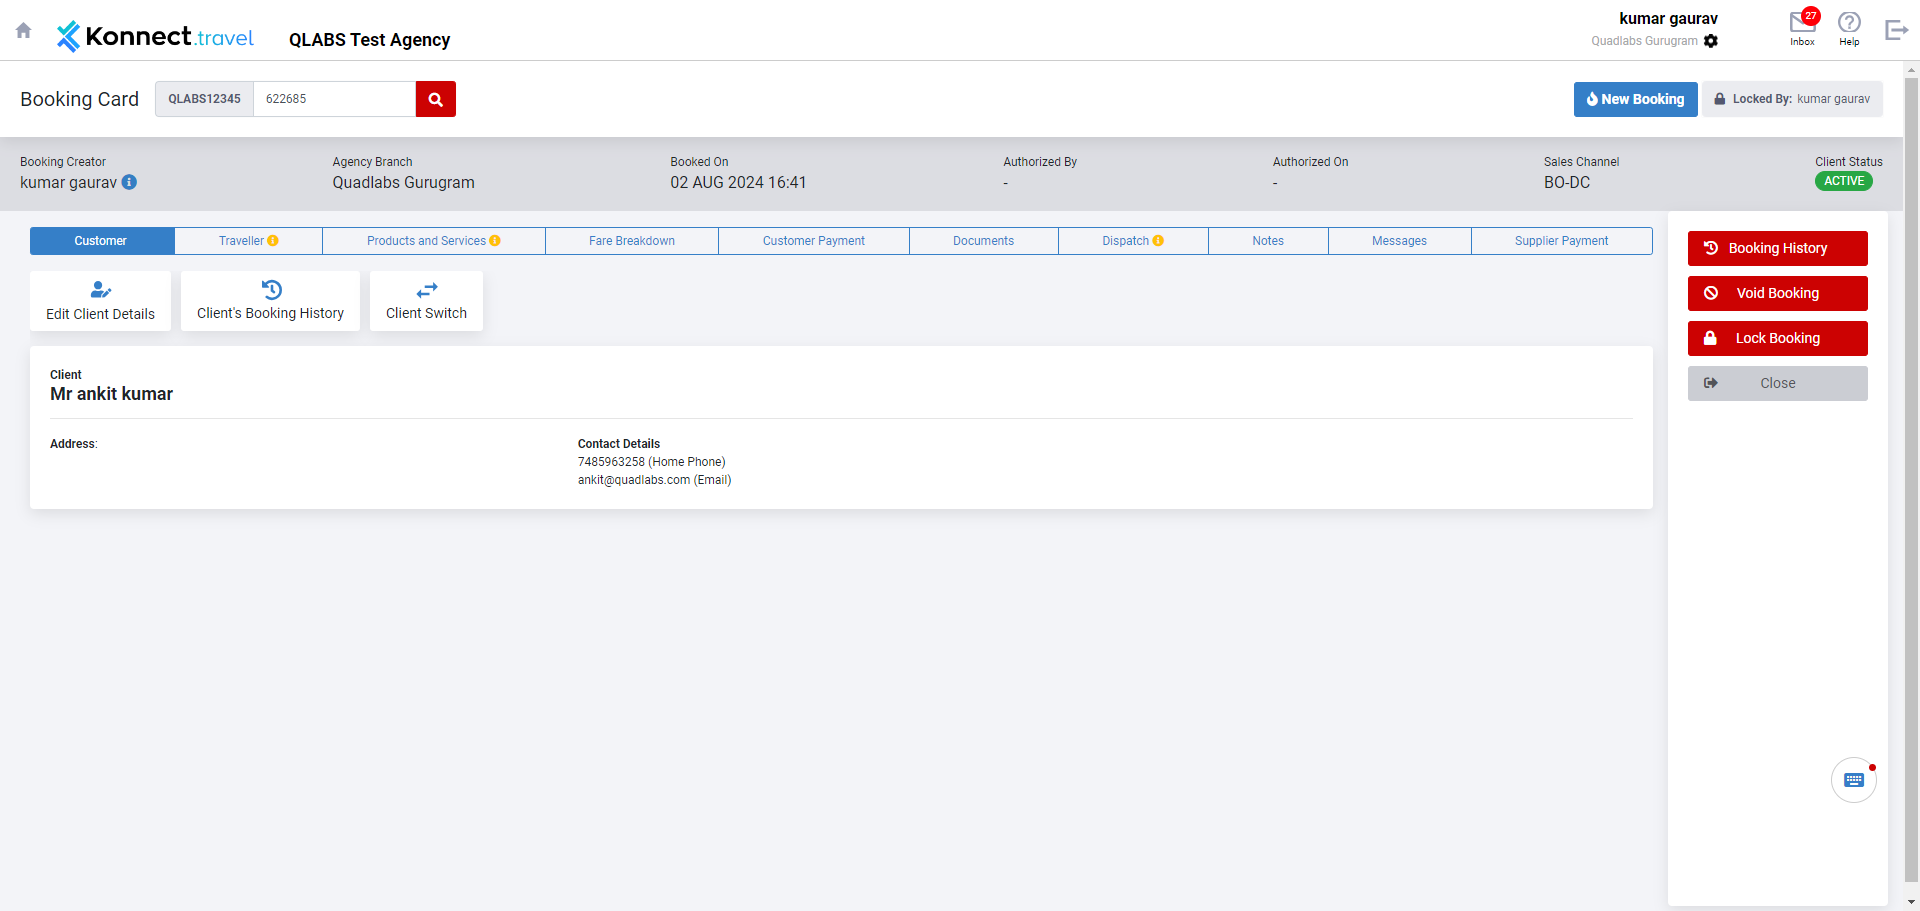 Konnect.travel
QLABS Test Agency
kumar gaurav
Quadlabs Gurugram
27
Inbox
Help
Booking Card
QLABS12345
622685
New Booking
Locked By: kumar gaurav
Booking Creator
kumar gaurav
Agency Branch
Quadlabs Gurugram
Booked On
02 AUG 2024 16:41
Authorized By
-
Authorized On
-
Sales Channel
BO-DC
Client Status
ACTIVE
Customer
Traveller
Products and Services
Fare Breakdown
Customer Payment
Documents
Dispatch
Notes
Messages
Supplier Payment
Edit Client Details
Client's Booking History
Client Switch
Client
Mr ankit kumar
Address:
Contact Details
7485963258 (Home Phone)
ankit@quadlabs.com (Email)
Booking History
Void Booking
Lock Booking
Close